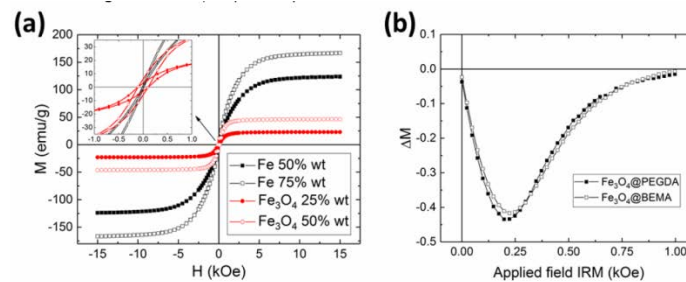 (a)
200
150
100
50
0
-50
-100
-150
M (emu/g)
30
20
10
0
-10
-20
-30
-1.0 -0.5 0.0 0.5 1.0
Fe 50% wt
Fe 75% wt
Fe₃O₄ 25% wt
Fe₃O₄ 50% wt
-15 -10 -5 0 5 10 15
H (kOe)
(b)
0.0
-0.1
-0.2
-0.3
-0.4
-0.5
ΔM
Fe₃O₄@PEGDA
Fe₃O₄@BEMA
0.00 0.25 0.50 0.75 1.00
Applied field IRM (kOe)